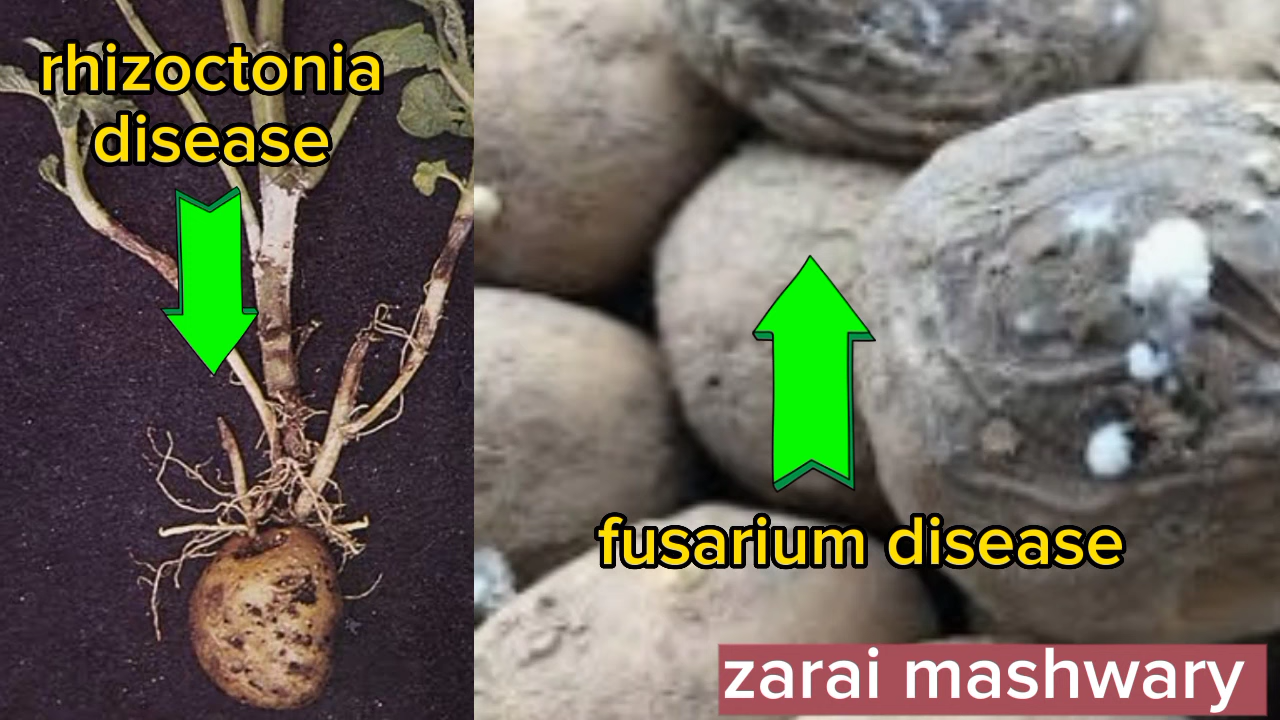 rhizoctonia
disease
fusarium disease
zarai mashwary